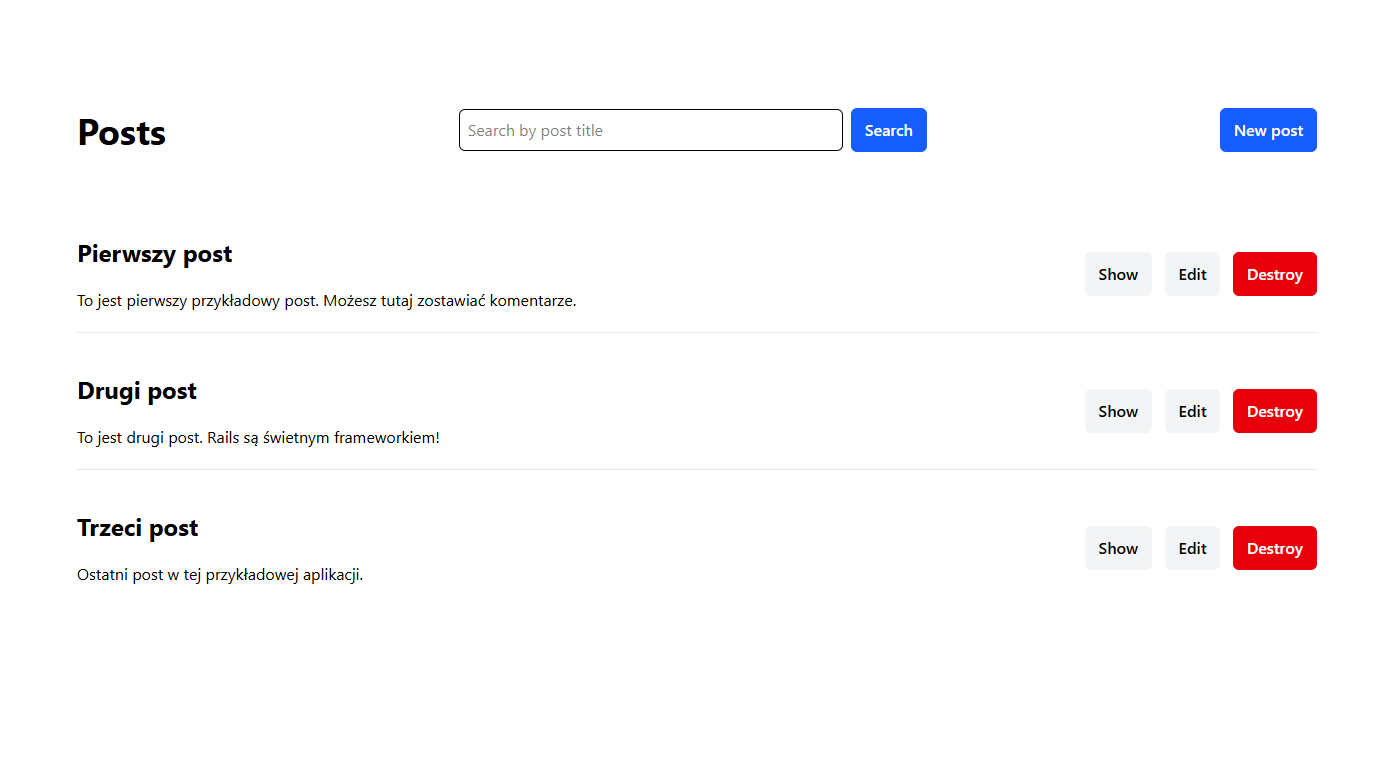 Posts
Search by post title
Search
New post
Pierwszy post
To jest pierwszy przykładowy post. Możesz tutaj zostawiać komentarze.
Show
Edit
Destroy
Drugi post
To jest drugi post. Rails są świetnym frameworkiem!
Show
Edit
Destroy
Trzeci post
Ostatni post w tej przykładowej aplikacji.
Show
Edit
Destroy